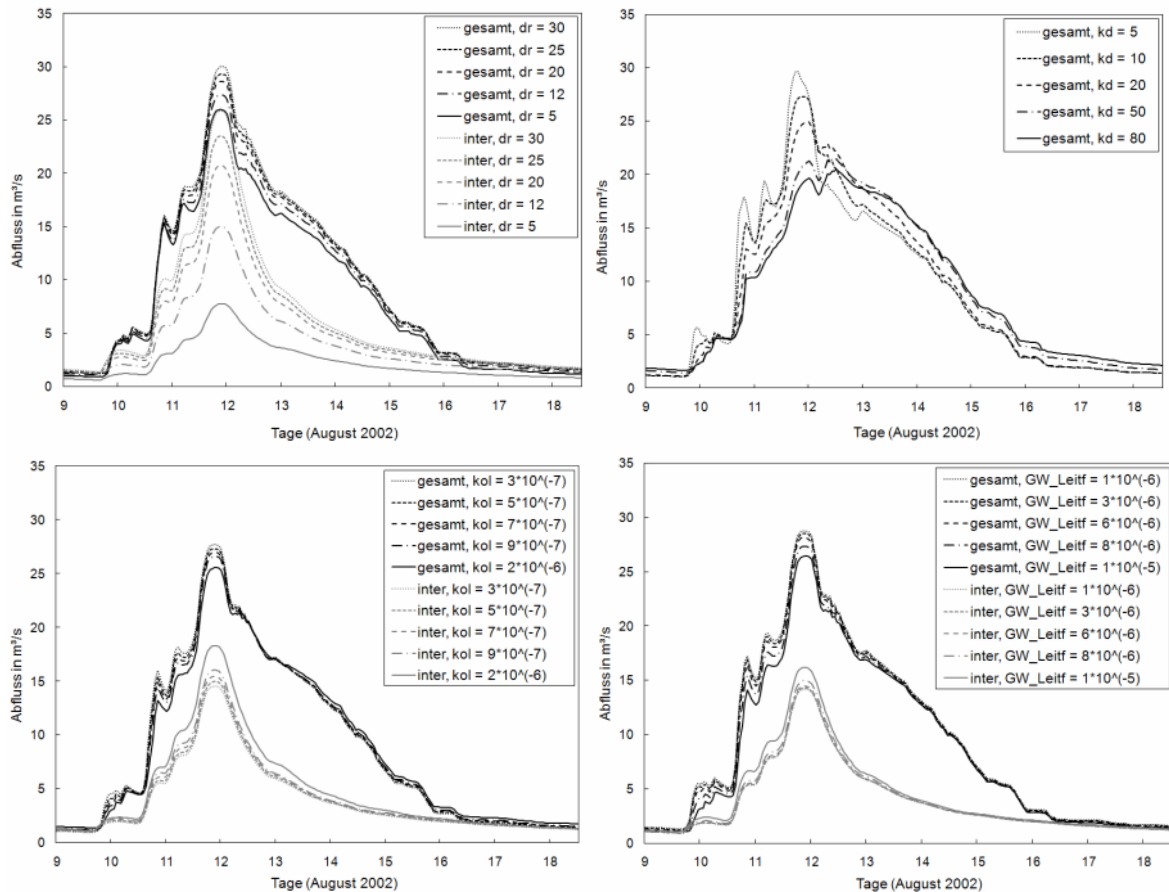 35
30
25
20
15
10
5
0
Abfluss in m³/s
gesamt, dr = 30
gesamt, dr = 25
gesamt, dr = 20
gesamt, dr = 12
gesamt, dr = 5
inter, dr = 30
inter, dr = 25
inter, dr = 20
inter, dr = 12
inter, dr = 5
9 10 11 12 13 14 15 16 17 18
Tage (August 2002)
35
30
25
20
15
10
5
0
Abfluss in m³/s
gesamt, kd = 5
gesamt, kd = 10
gesamt, kd = 20
gesamt, kd = 50
gesamt, kd = 80
9 10 11 12 13 14 15 16 17 18
Tage (August 2002)
35
30
25
20
15
10
5
0
Abfluss in m³/s
gesamt, kol = 3*10^(-7)
gesamt, kol = 5*10^(-7)
gesamt, kol = 7*10^(-7)
gesamt, kol = 9*10^(-7)
gesamt, kol = 2*10^(-6)
inter, kol = 3*10^(-7)
inter, kol = 5*10^(-7)
inter, kol = 7*10^(-7)
inter, kol = 9*10^(-7)
inter, kol = 2*10^(-6)
9 10 11 12 13 14 15 16 17 18
Tage (August 2002)
35
30
25
20
15
10
5
0
Abfluss in m³/s
gesamt, GW_Leitf = 1*10^(-6)
gesamt, GW_Leitf = 3*10^(-6)
gesamt, GW_Leitf = 6*10^(-6)
gesamt, GW_Leitf = 8*10^(-6)
gesamt, GW_Leitf = 1*10^(-5)
inter, GW_Leitf = 1*10^(-6)
inter, GW_Leitf = 3*10^(-6)
inter, GW_Leitf = 6*10^(-6)
inter, GW_Leitf = 8*10^(-6)
inter, GW_Leitf = 1*10^(-5)
9 10 11 12 13 14 15 16 17 18
Tage (August 2002)